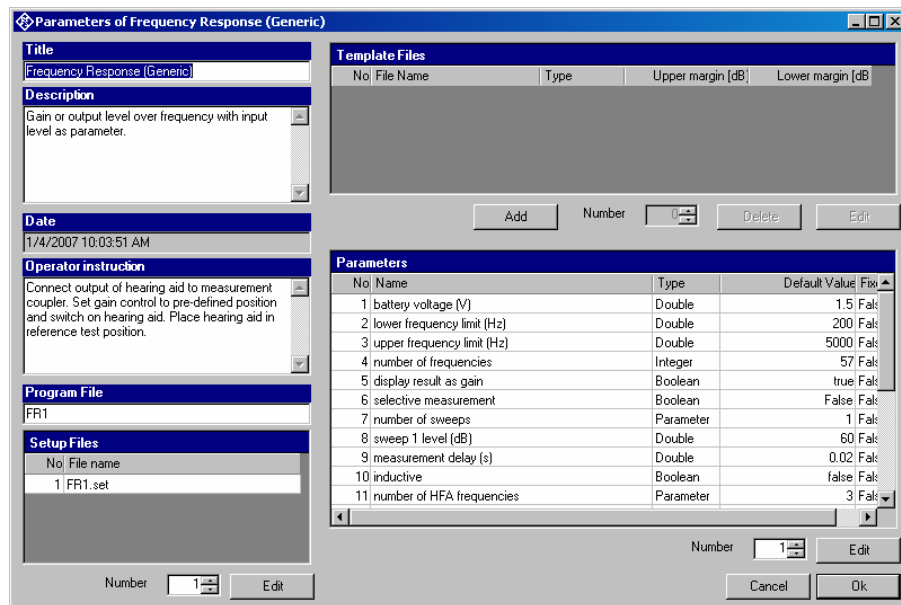 Parameters of Frequency Response (Generic)
Title
Frequency Response (Generic)
Description
Gain or output level over frequency with input
level as parameter.
Date
1/4/2007 10:03:51 AM
Operator instruction
Connect output of hearing aid to measurement
coupler. Set gain control to pre-defined position
and switch on hearing aid. Place hearing aid in
reference test position.
Program File
FR1
Setup Files
No File name
1 FR1.set
Number 1 Edit
Template Files
No File Name Type Upper margin [dB] Lower margin [dB
Add Number 0 Delete Edit
Parameters
No Name Type Default Value Fix
1 battery voltage (V) Double 1.5 Fals
2 lower frequency limit (Hz) Double 200 Fals
3 upper frequency limit (Hz) Double 5000 Fals
4 number of frequencies Integer 57 Fals
5 display result as gain Boolean true Fals
6 selective measurement Boolean False Fals
7 number of sweeps Parameter 1 Fals
8 sweep 1 level (dB) Double 60 Fals
9 measurement delay (s) Double 0.02 Fals
10 inductive Boolean false Fals
11 number of HFA frequencies Parameter 3 Fals
Number 1 Edit
Cancel Ok